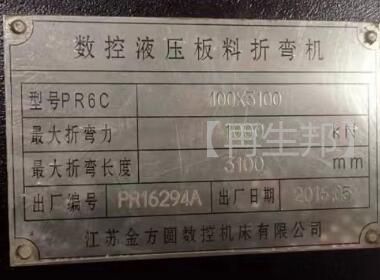 数控液压板料折弯机
型号PR6C 100X3100
最大折弯力 kN
最大折弯长度 3100 mm
出厂编号 PR16294A 出厂日期 2016.05
江苏金方圆数控机床有限公司
【再生邦】